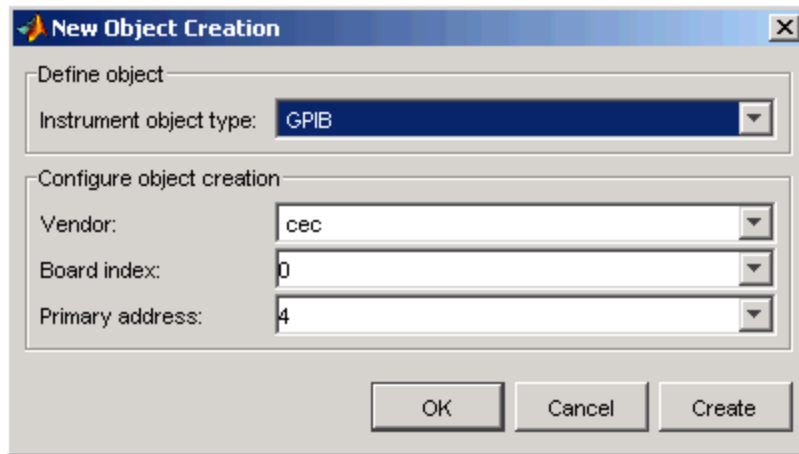 New Object Creation
Define object
Instrument object type: GPIB
Configure object creation
Vendor: cec
Board index: 0
Primary address: 4
OK Cancel Create